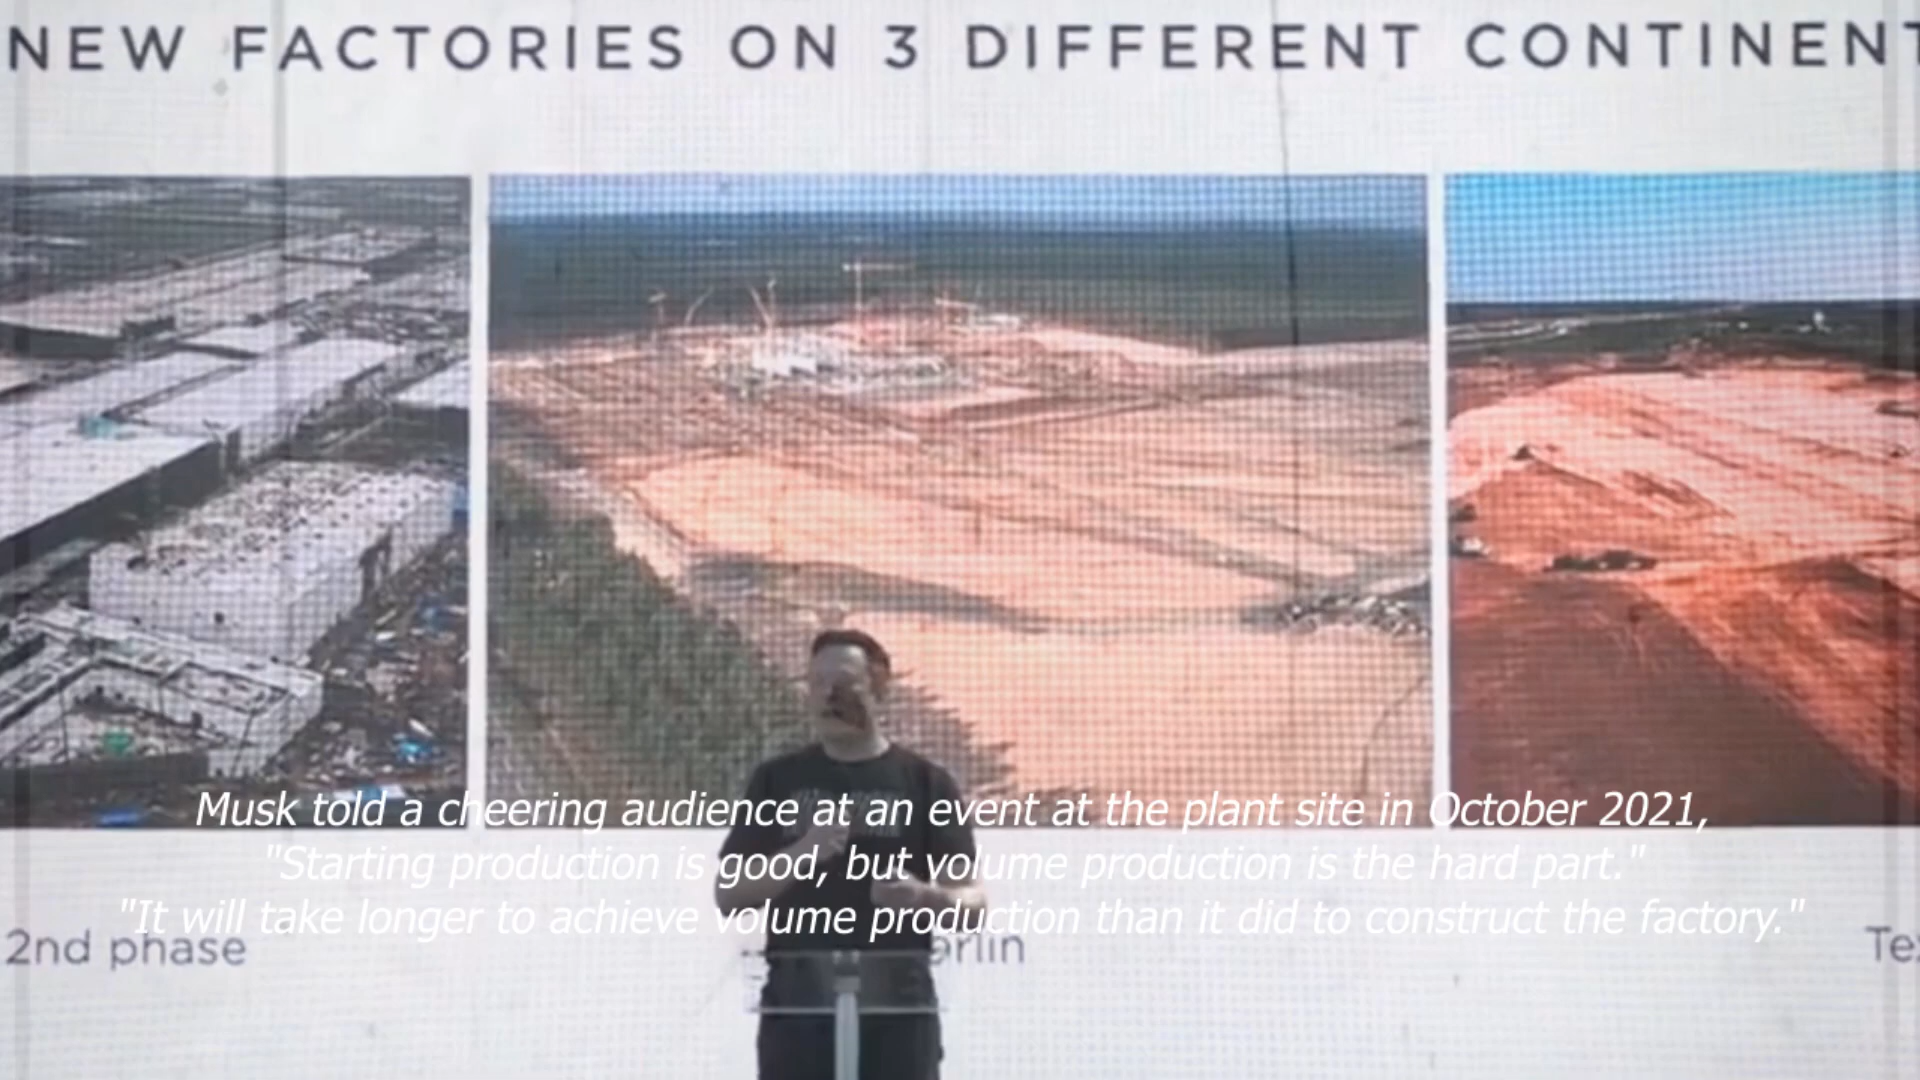 NEW FACTORIES ON 3 DIFFERENT
Musk told a cheering audience at an event at the plant site in October 2021,
"Starting production is good, but volume production is the hard part."
"It will take longer to achieve volume production than it did to construct the factory."
2nd phase